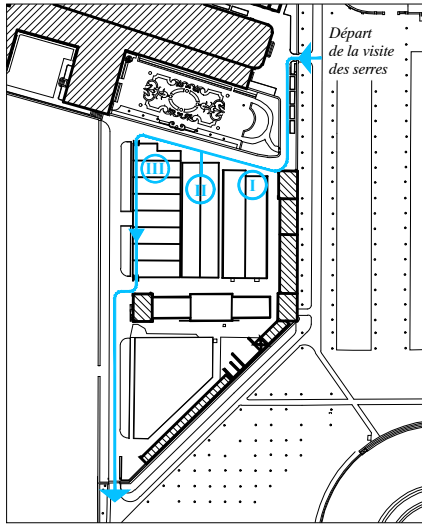 Départ
de la visite
des serres
III
II
I